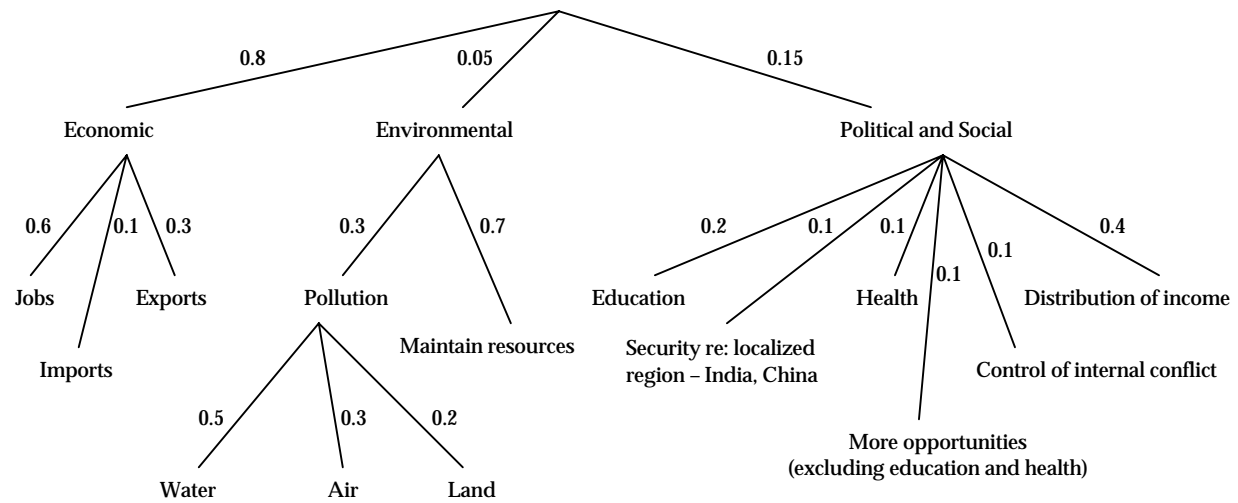 0.8
0.05
0.15
Economic
Environmental
Political and Social
0.6
0.1
0.3
0.3
0.7
0.2
0.1
0.1
0.1
0.1
0.4
Jobs
Exports
Pollution
Education
Health
Distribution of income
Imports
Maintain resources
Security re: localized
region – India, China
Control of internal conflict
0.5
0.3
0.2
More opportunities
(excluding education and health)
Water
Air
Land